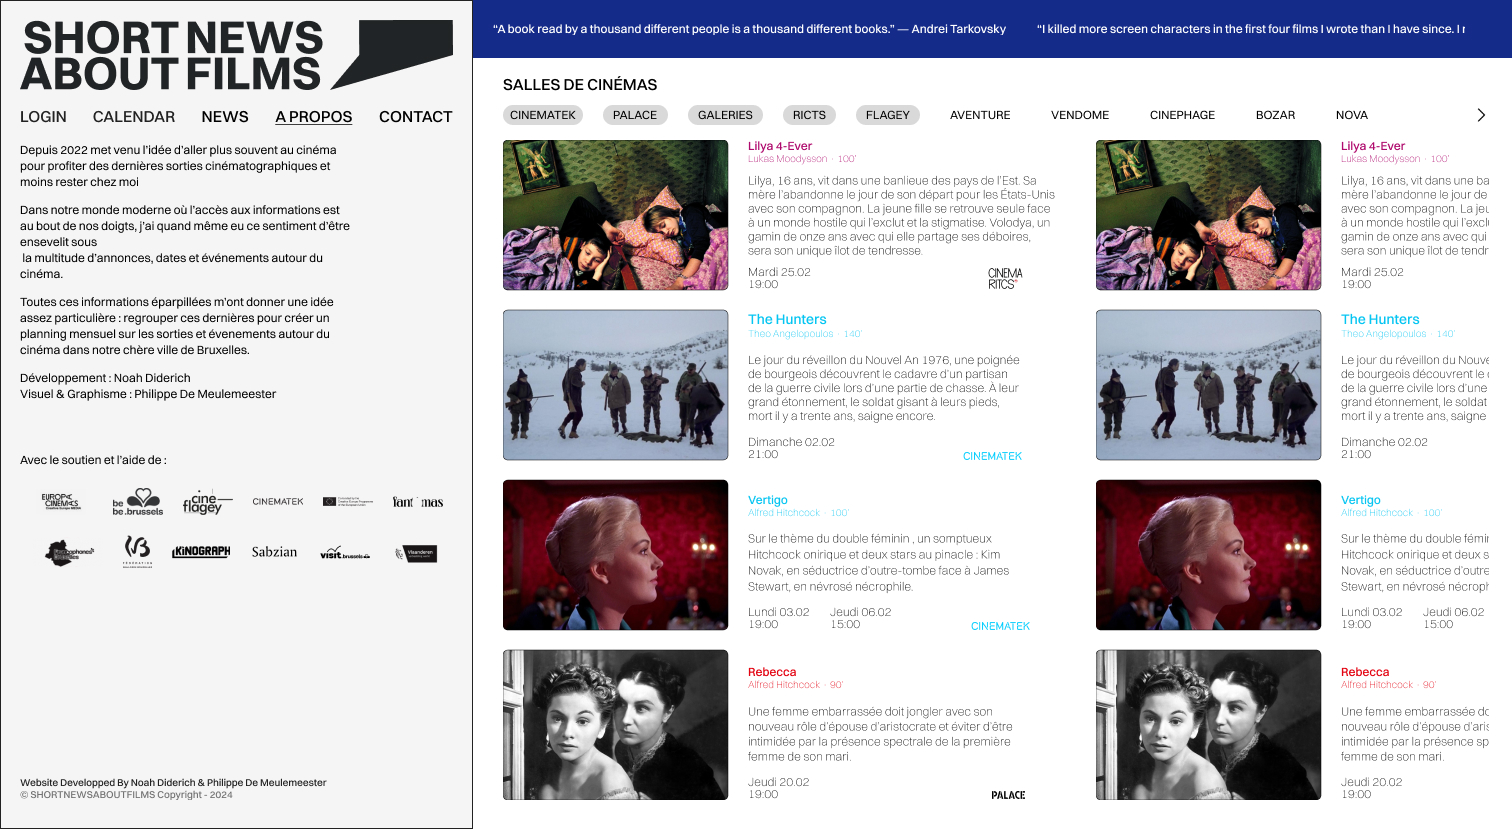 SHORT NEWS
ABOUT FILMS
LOGIN CALENDAR NEWS A PROPOS CONTACT
Depuis 2022 met venu l'idée d'aller plus souvent au cinéma
pour profiter des dernières sorties cinématographiques et
moins rester chez moi
Dans notre monde moderne où l'accès aux informations est
au bout de nos doigts, j'ai quand même eu ce sentiment d'être
ensevelit sous
la multitude d'annonces, dates et événements autour du
cinéma.
Toutes ces informations éparpillées m'ont donner une idée
assez particulière : regrouper ces dernières pour créer un
planning mensuel sur les sorties et évenements autour du
cinéma dans notre chère ville de Bruxelles.
Développement : Noah Diderich
Visuel & Graphisme : Philippe De Meulemeester
Avec le soutien et l'aide de :
EUROPA
CINEMAS
Creative Europe MEDIA
be
be.brussels
cine
flagey
CINEMATEK
fant mas
KINOGRAPH
Sabzian
visit.brussels
Vlaanderen
Website Developped By Noah Diderich & Philippe De Meulemeester
© SHORTNEWSABOUTFILMS Copyright - 2024
“A book read by a thousand different people is a thousand different books.” — Andrei Tarkovsky
“I killed more screen characters in the first four films I wrote than I have since. I
SALLES DE CINÉMAS
CINEMATEK PALACE GALERIES RICTS FLAGEY AVENTURE VENDOME CINEPHAGE BOZAR NOVA
Lilya 4-Ever
Lukas Moodysson · 100'
Lilya, 16 ans, vit dans une banlieue des pays de l'Est. Sa
mère l'abandonne le jour de son départ pour les États-Unis
avec son compagnon. La jeune fille se retrouve seule face
à un monde hostile qui l'exclut et la stigmatise. Volodya, un
gamin de onze ans avec qui elle partage ses déboires,
sera son unique îlot de tendresse.
Mardi 25.02
19:00
CINEMA
RITCS
The Hunters
Theo Angelopoulos · 140'
Le jour du réveillon du Nouvel An 1976, une poignée
de bourgeois découvrent le cadavre d'un partisan
de la guerre civile lors d'une partie de chasse. À leur
grand étonnement, le soldat gisant à leurs pieds,
mort il y a trente ans, saigne encore.
Dimanche 02.02
21:00
CINEMATEK
Vertigo
Alfred Hitchcock · 100'
Sur le thème du double féminin , un somptueux
Hitchcock onirique et deux stars au pinacle : Kim
Novak, en séductrice d'outre-tombe face à James
Stewart, en névrosé nécrophile.
Lundi 03.02 Jeudi 06.02
19:00 15:00
CINEMATEK
Rebecca
Alfred Hitchcock · 90'
Une femme embarrassée doit jongler avec son
nouveau rôle d'épouse d'aristocrate et éviter d'être
intimidée par la présence spectrale de la première
femme de son mari.
Jeudi 20.02
19:00
PALACE
Lilya 4-Ever
Lukas Moodysson · 100'
Lilya, 16 ans, vit dans une ba
mère l'abandonne le jour de
avec son compagnon. La jeu
à un monde hostile qui l'excl
gamin de onze ans avec qui
sera son unique îlot de tendr
Mardi 25.02
19:00
The Hunters
Theo Angelopoulos · 140'
Le jour du réveillon du Nouve
de bourgeois découvrent le c
de la guerre civile lors d'une
grand étonnement, le soldat
mort il y a trente ans, saigne
Dimanche 02.02
21:00
Vertigo
Alfred Hitchcock · 100'
Sur le thème du double fémin
Hitchcock onirique et deux s
Novak, en séductrice d'outre
Stewart, en névrosé nécroph
Lundi 03.02 Jeudi 06.02
19:00 15:00
Rebecca
Alfred Hitchcock · 90'
Une femme embarrassée do
nouveau rôle d'épouse d'aris
intimidée par la présence sp
femme de son mari.
Jeudi 20.02
19:00